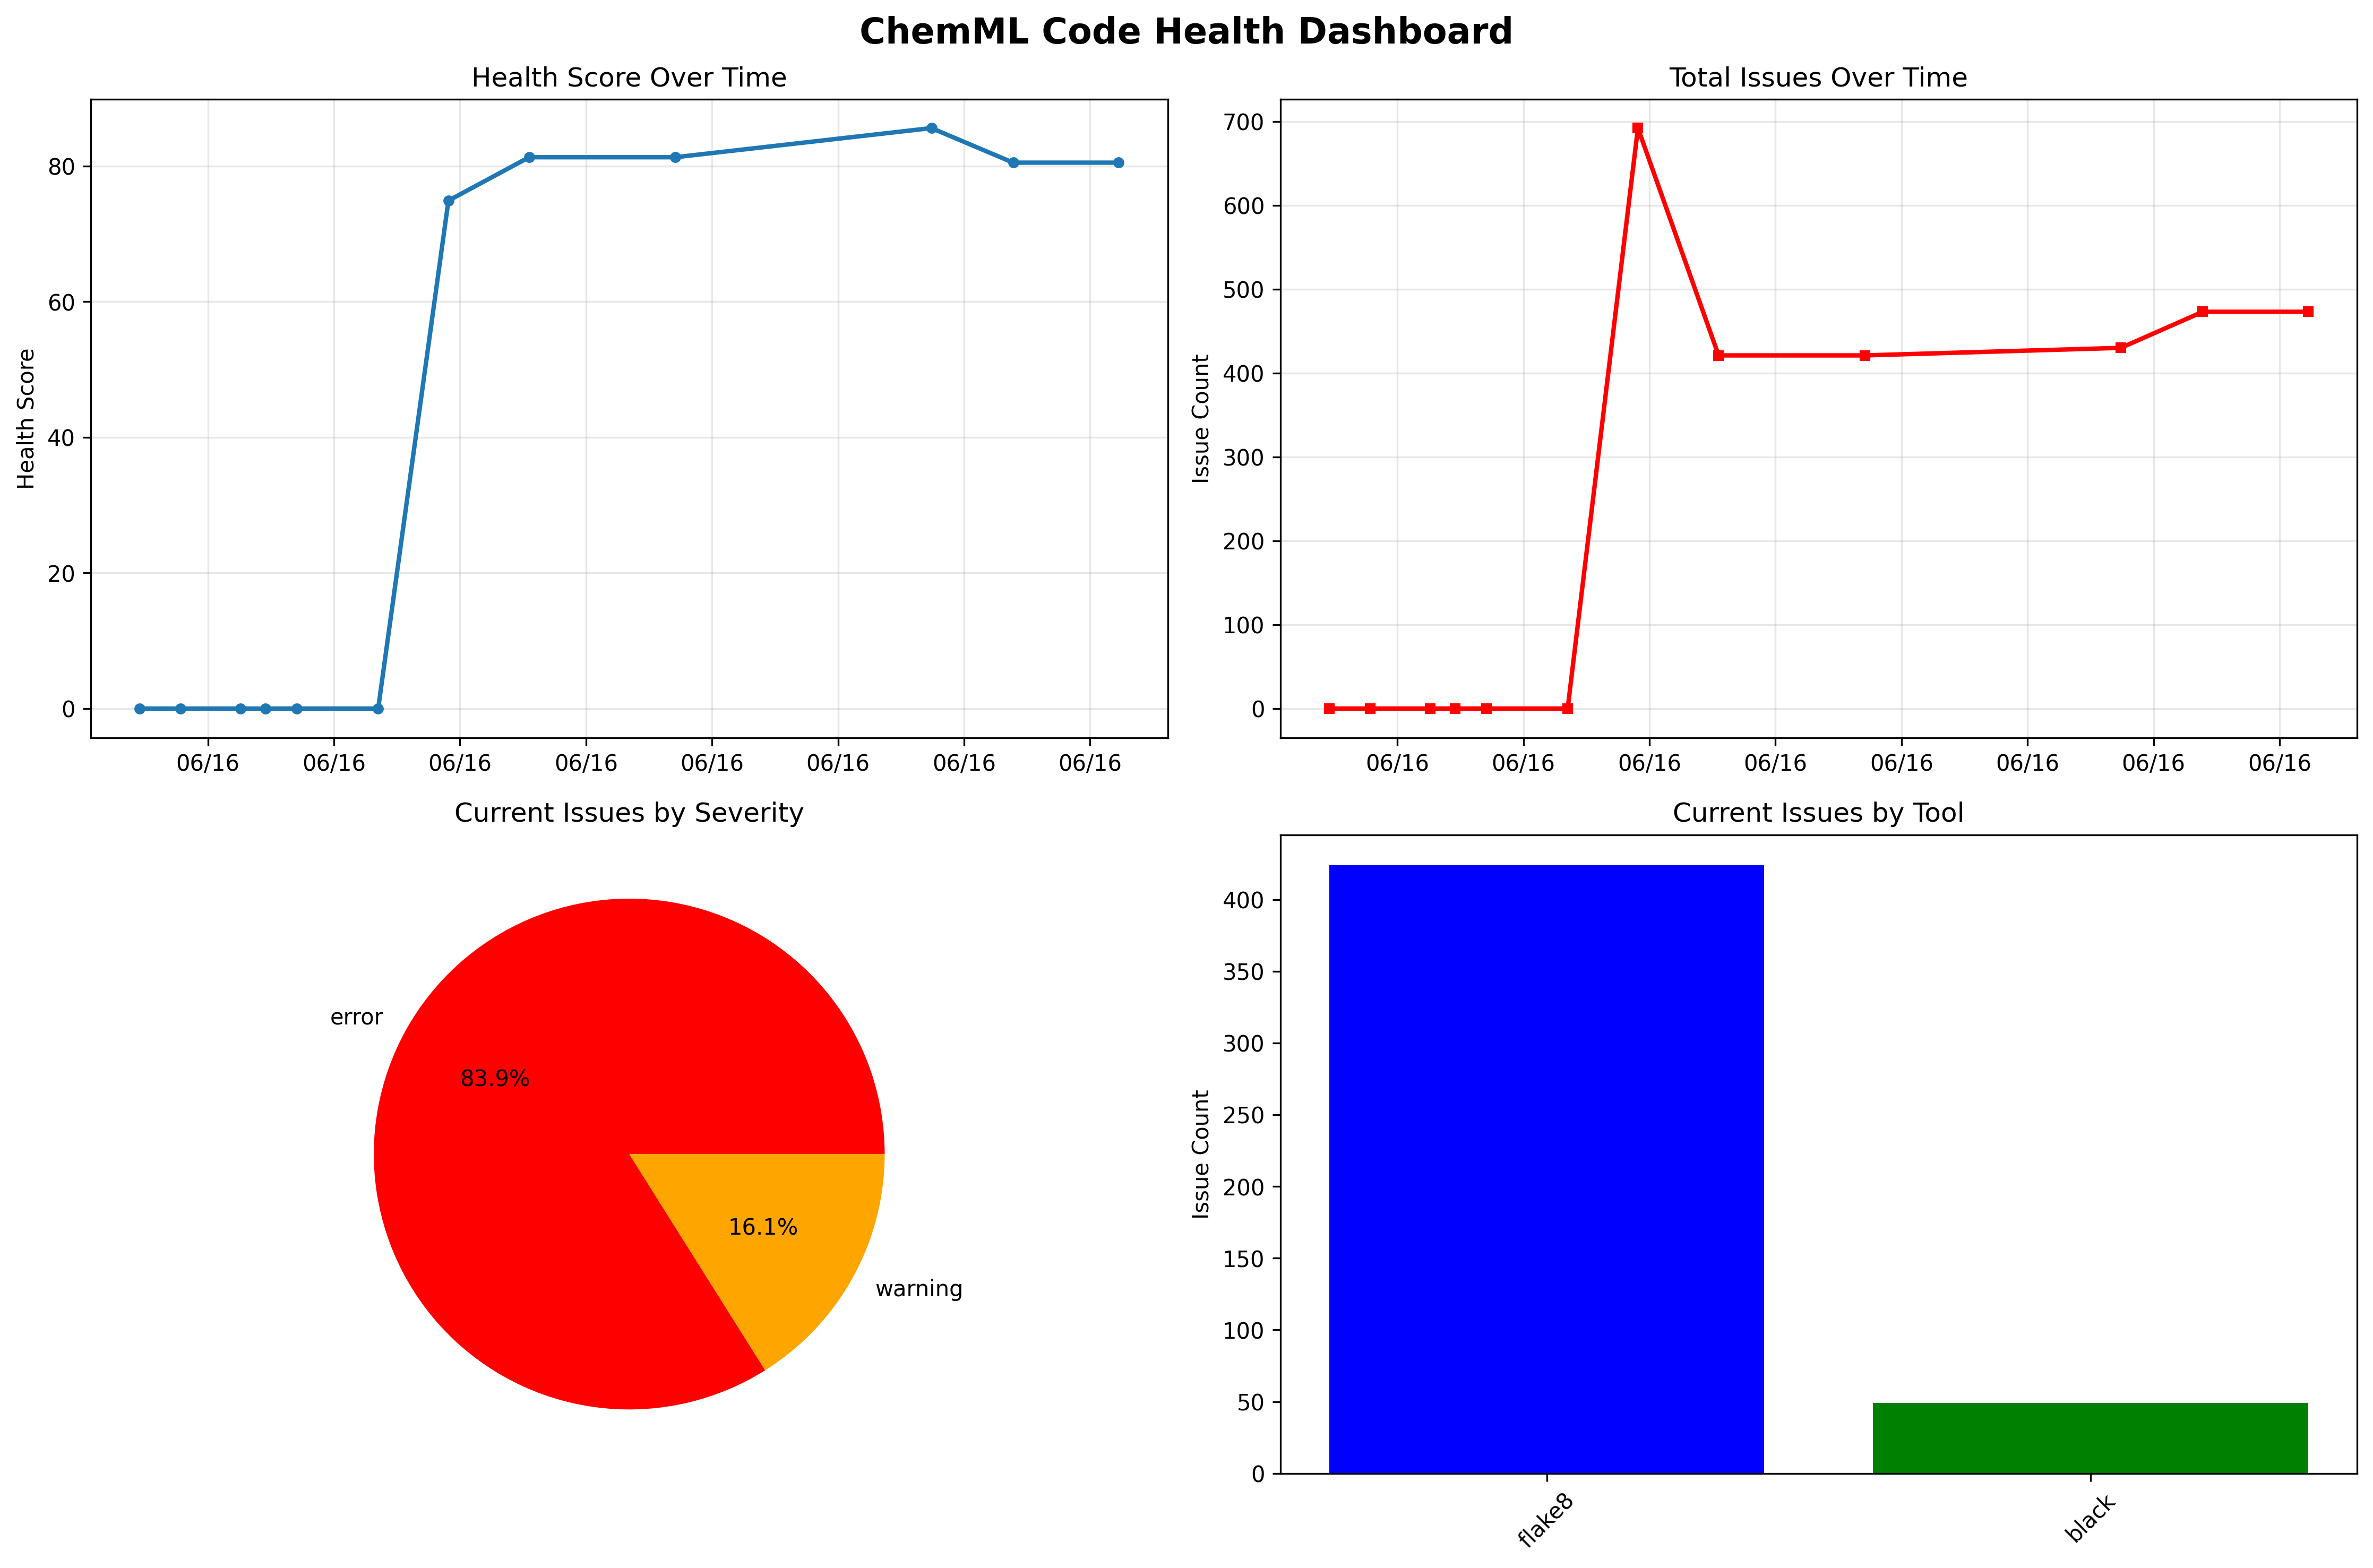 ChemML Code Health Dashboard
Health Score Over Time
Health Score
80
60
40
20
0
06/16 06/16 06/16 06/16 06/16 06/16 06/16 06/16
Total Issues Over Time
Issue Count
700
600
500
400
300
200
100
0
06/16 06/16 06/16 06/16 06/16 06/16 06/16 06/16
Current Issues by Severity
error
83.9%
16.1%
warning
Current Issues by Tool
Issue Count
400
350
300
250
200
150
100
50
0
flake8
black